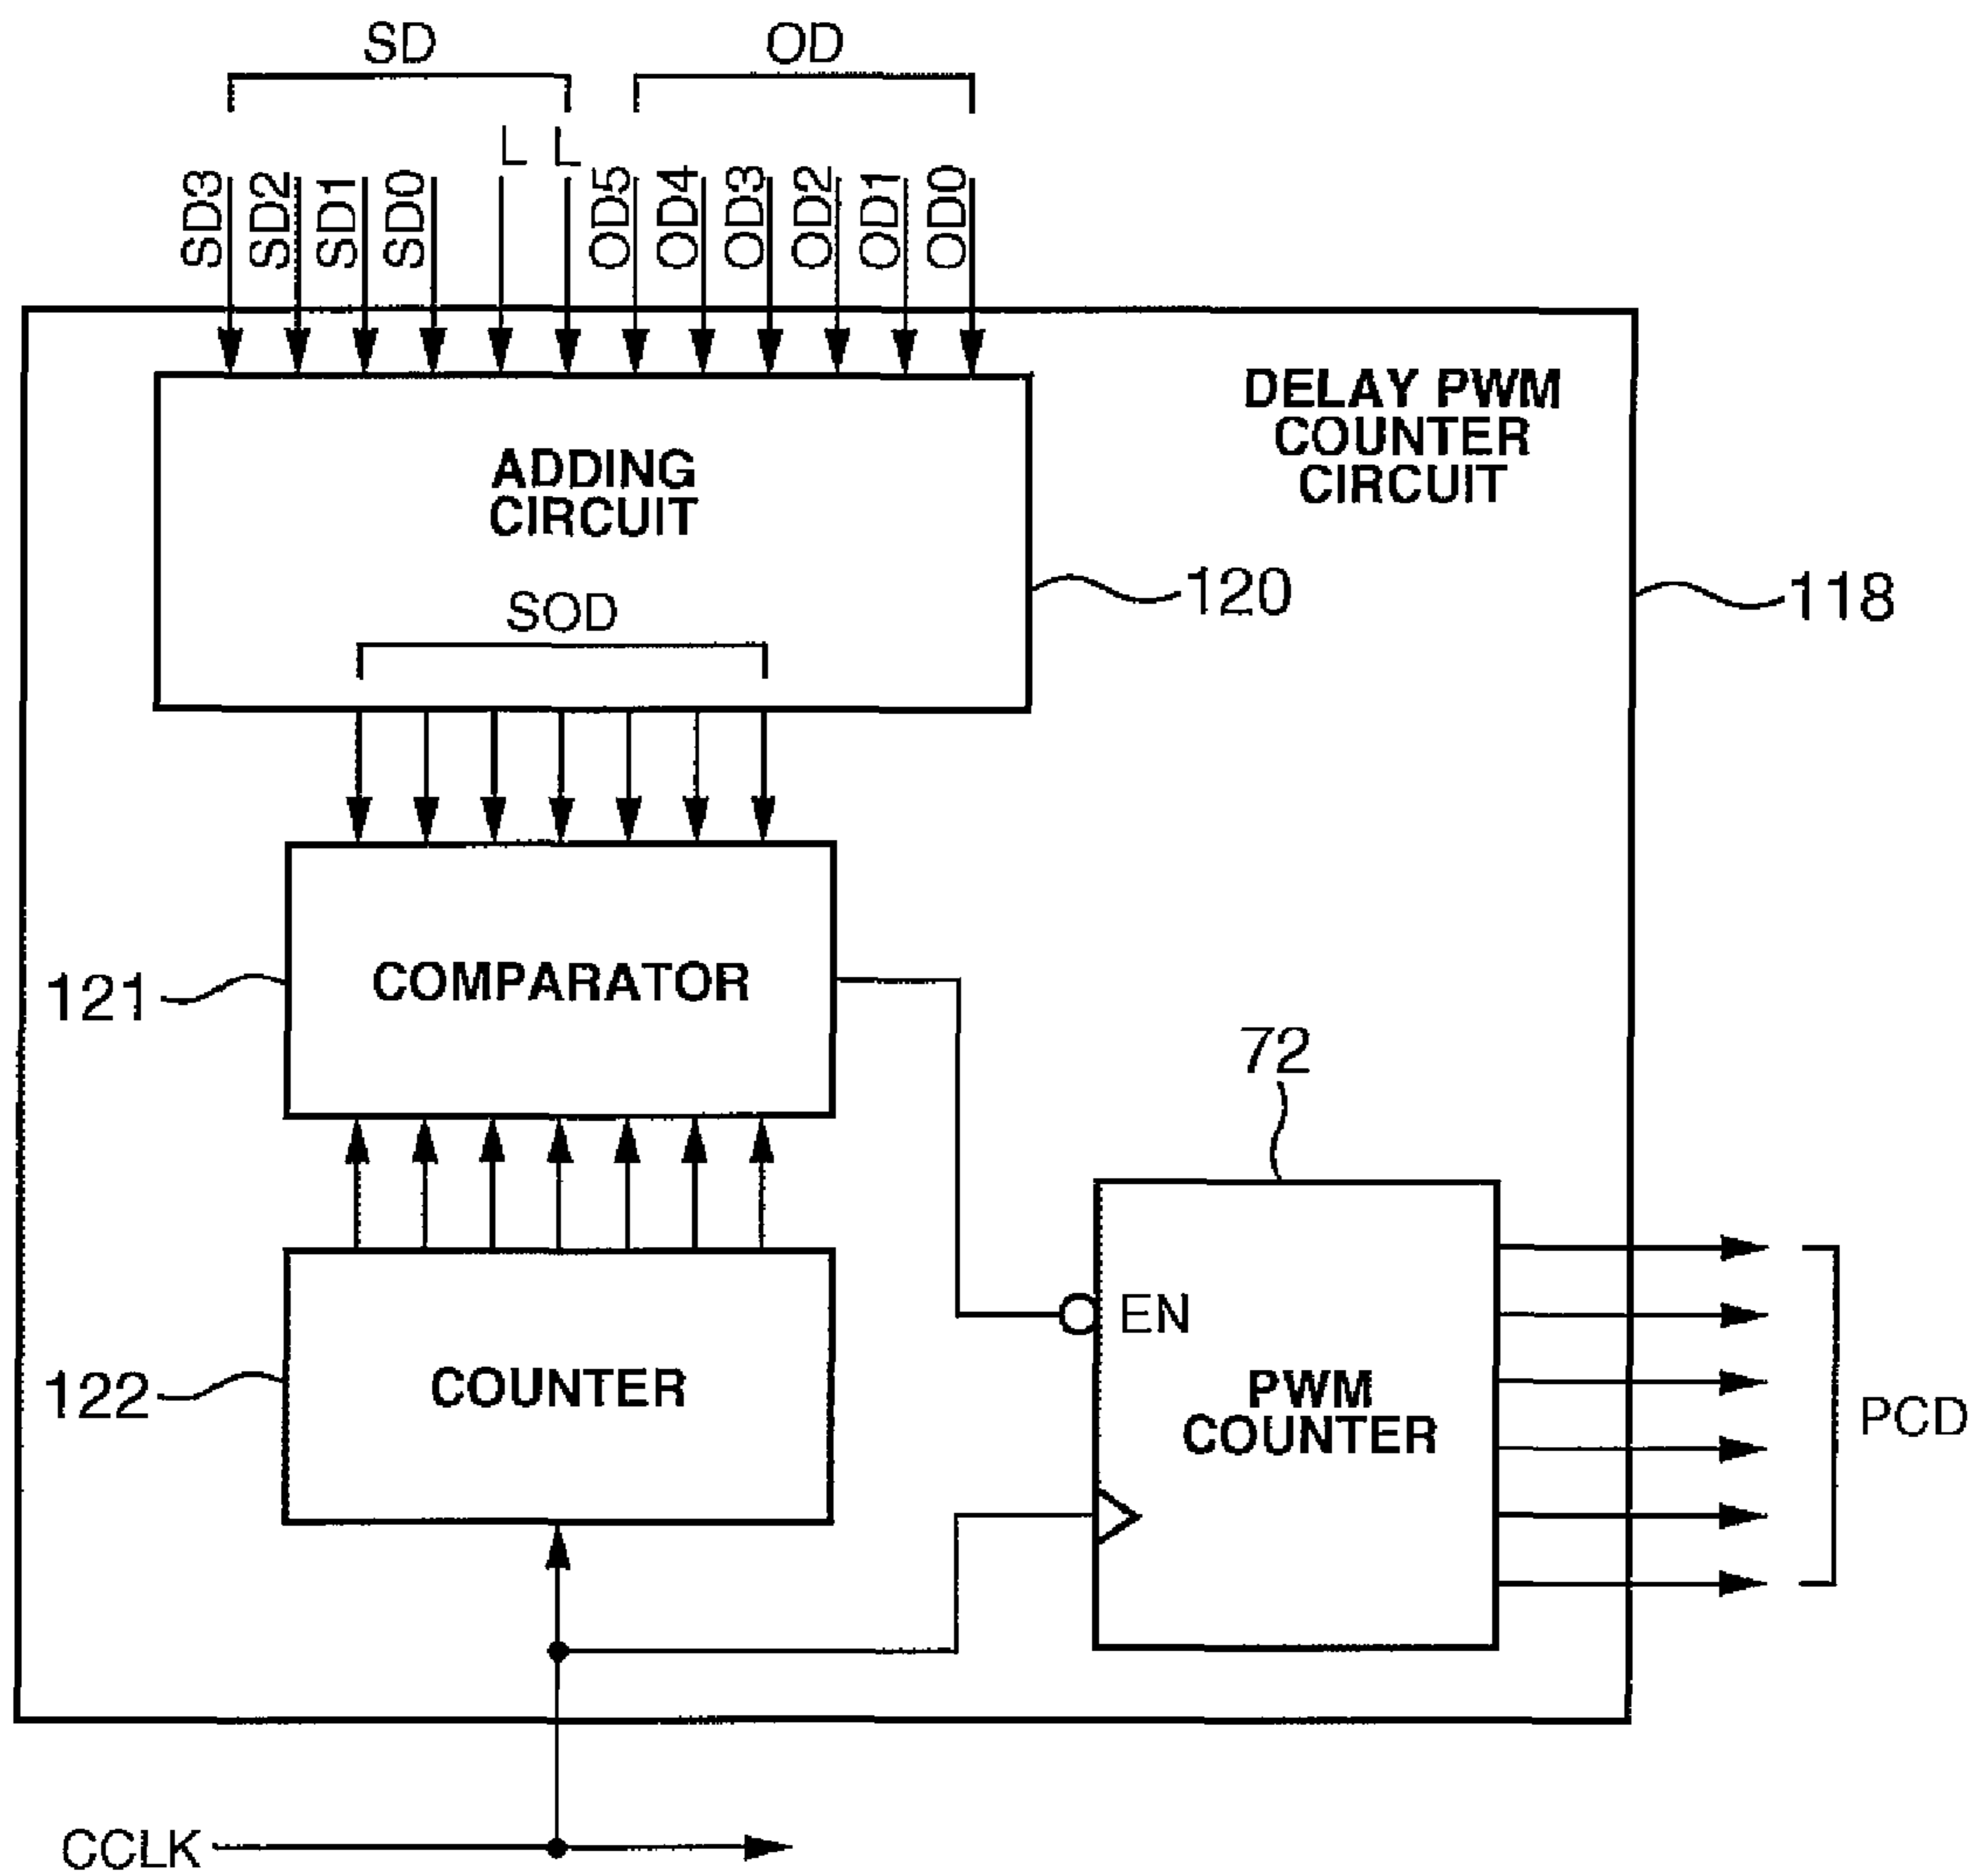 SD OD
L L
SD3 SD2 SD1 SD0 OD5 OD4 OD3 OD2 OD1 OD0
DELAY PWM
COUNTER
CIRCUIT
ADDING
CIRCUIT
SOD
120
118
COMPARATOR
121
72
EN
COUNTER
122
PWM
COUNTER
PCD
CCLK